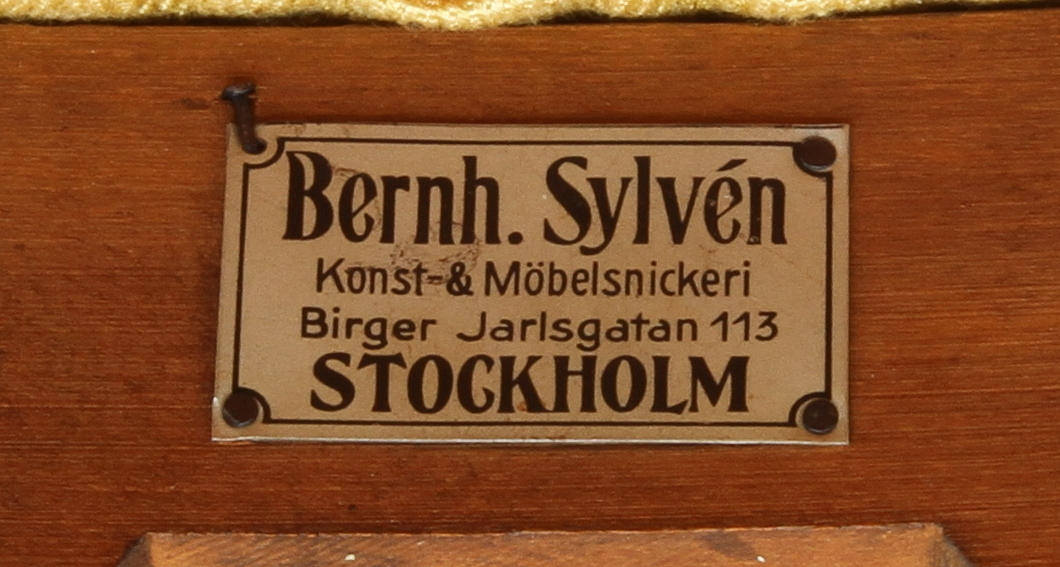 Bernh. Sylvén
Konst- & Möbelsnickeri
Birger Jarlsgatan 113
STOCKHOLM